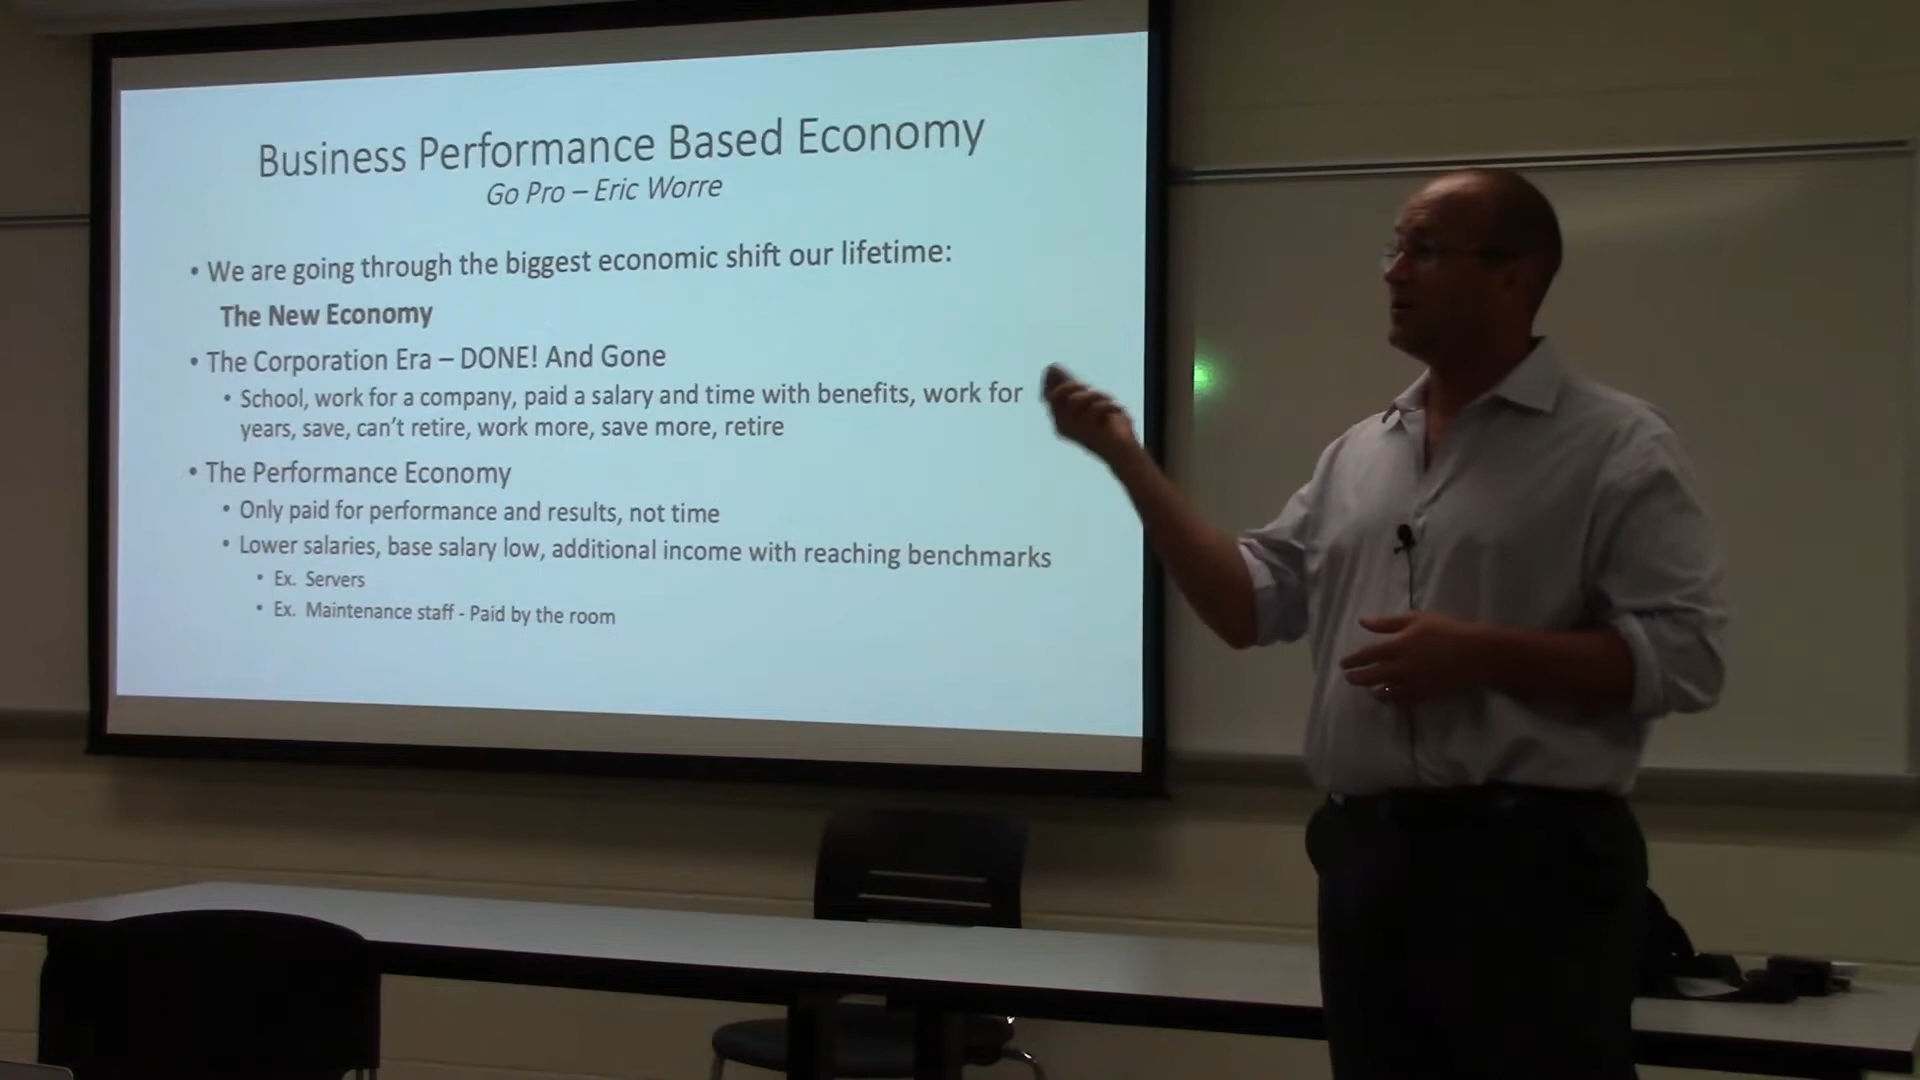 Business Performance Based Economy
Go Pro – Eric Worre
• We are going through the biggest economic shift our lifetime:
The New Economy
• The Corporation Era – DONE! And Gone
• School, work for a company, paid a salary and time with benefits, work for
years, save, can't retire, work more, save more, retire
• The Performance Economy
• Only paid for performance and results, not time
• Lower salaries, base salary low, additional income with reaching benchmarks
• Ex. Servers
• Ex. Maintenance staff - Paid by the room